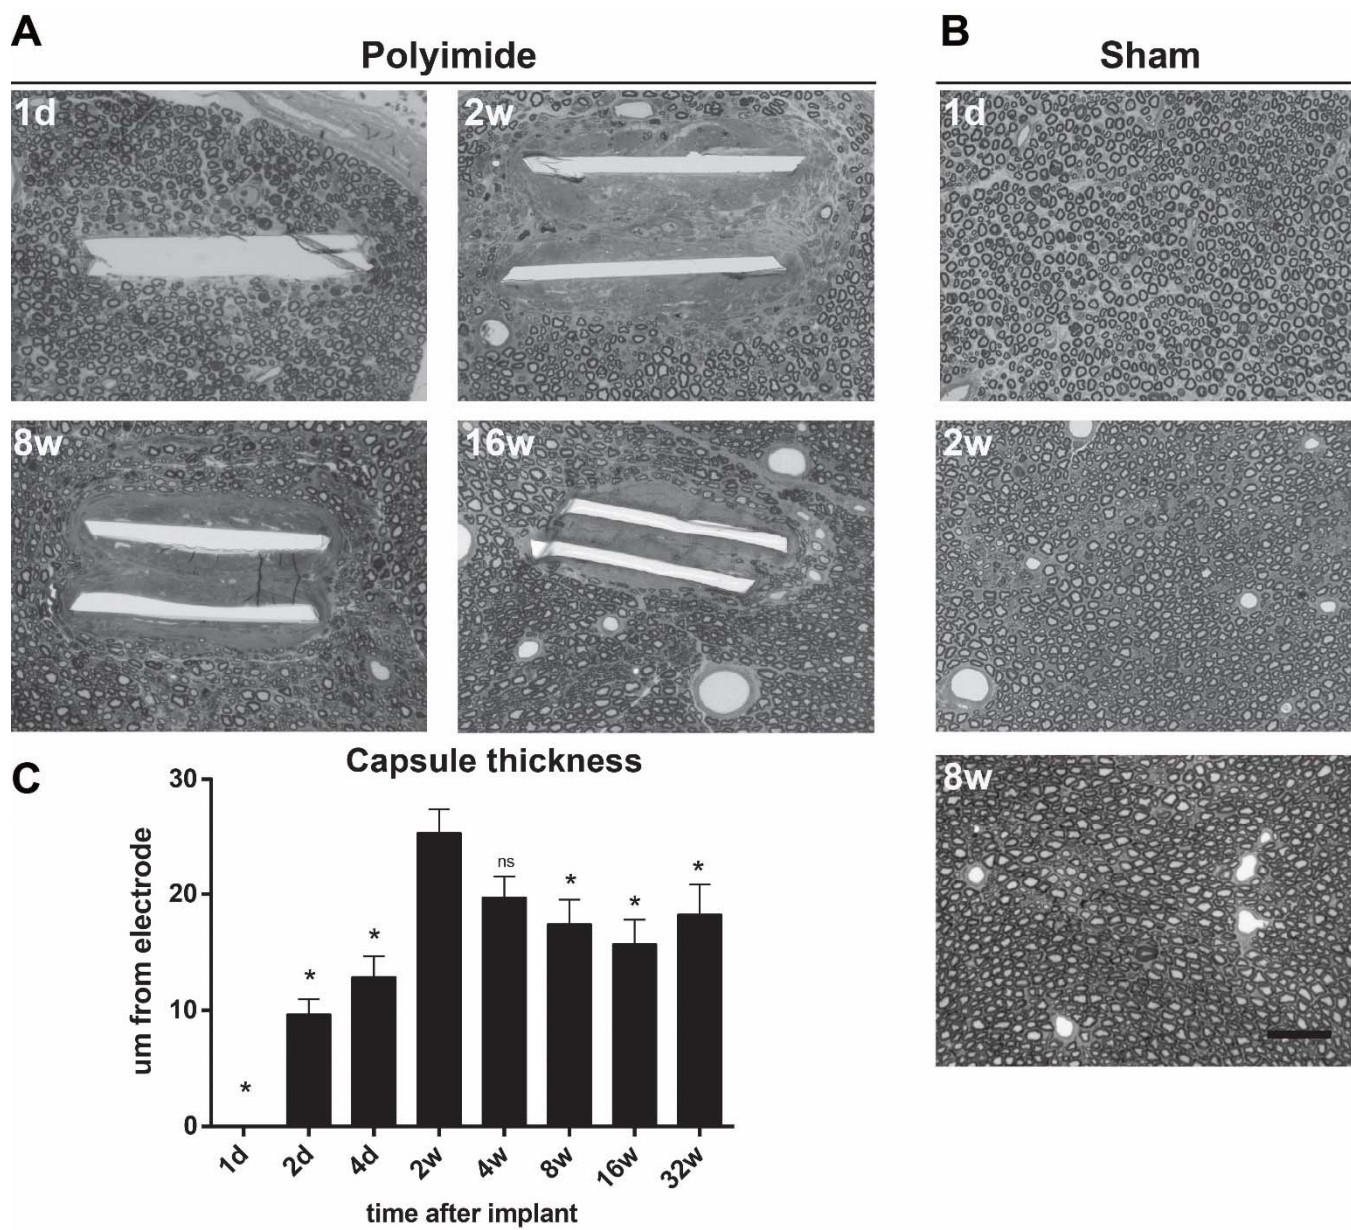 A
Polyimide
B
Sham
1d
2w
1d
8w
16w
2w
C
Capsule thickness
8w
30
20
10
0
um from electrode
*
*
*
ns
*
*
*
1d
2d
4d
2w
4w
8w
16w
32w
time after implant